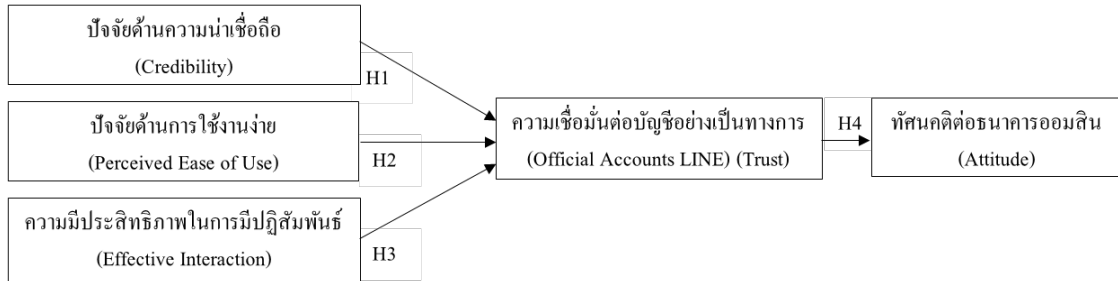 ปัจจัยด้านความน่าเชื่อถือ
(Credibility)
H1
ปัจจัยด้านการใช้งานง่าย
(Perceived Ease of Use)
H2
ความมีประสิทธิภาพในการมีปฏิสัมพันธ์
(Effective Interaction)
H3
ความเชื่อมั่นต่อบัญชีอย่างเป็นทางการ
(Official Accounts LINE) (Trust)
H4
ทัศนคติต่อธนาคารออมสิน
(Attitude)